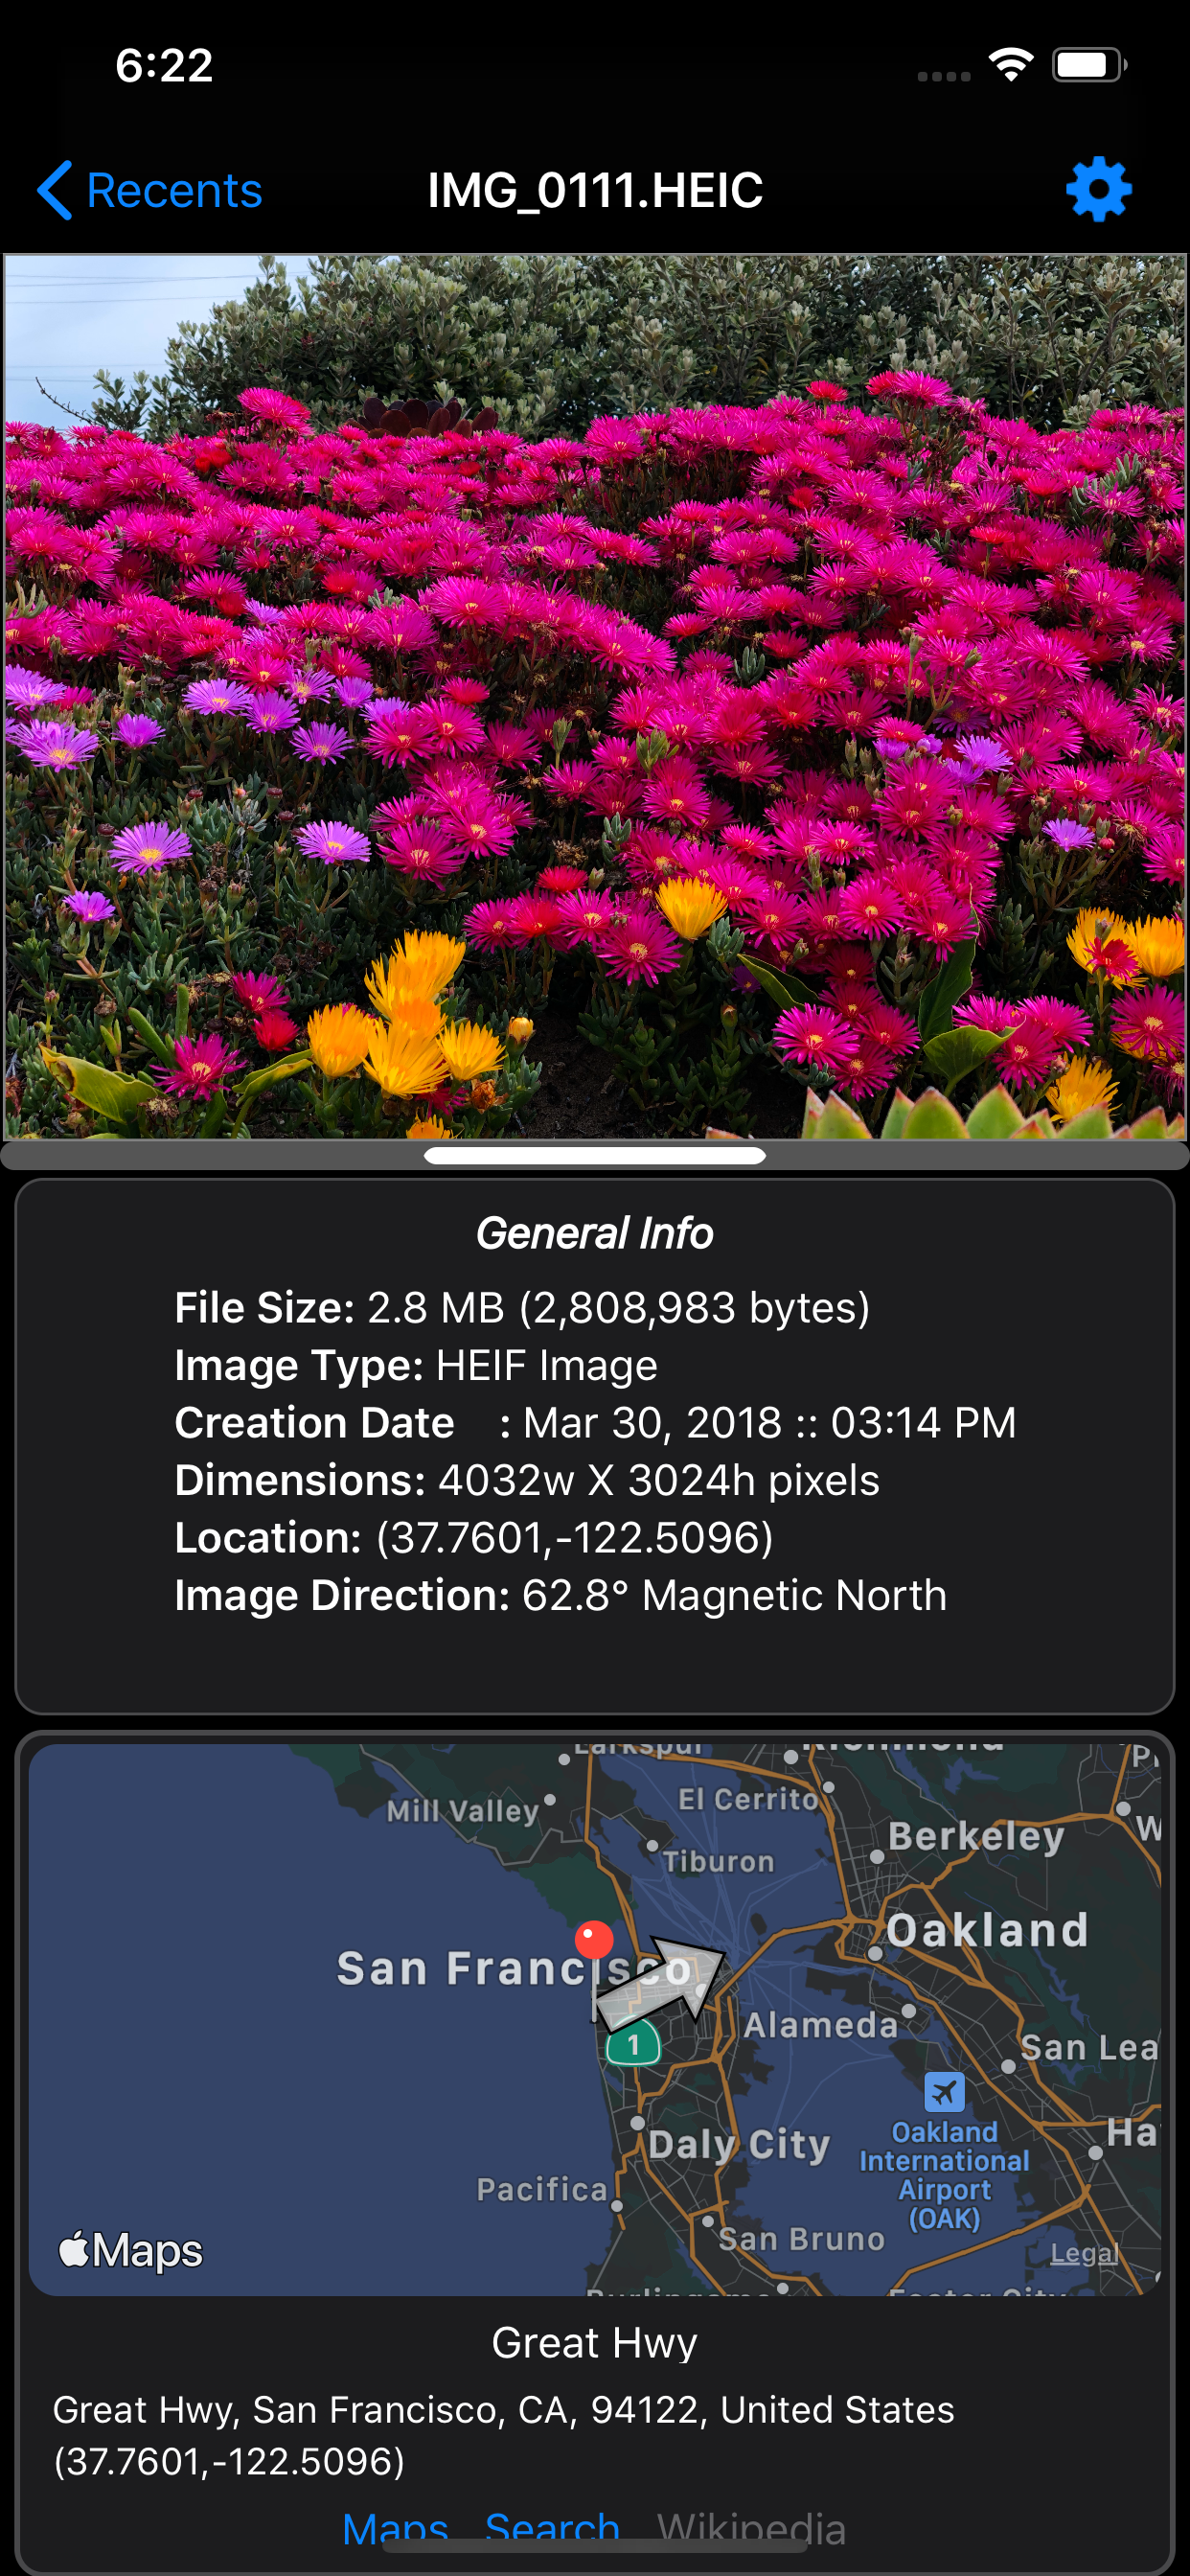 6:22
Recents
IMG_0111.HEIC
General Info
File Size: 2.8 MB (2,808,983 bytes)
Image Type: HEIF Image
Creation Date : Mar 30, 2018 :: 03:14 PM
Dimensions: 4032w X 3024h pixels
Location: (37.7601,-122.5096)
Image Direction: 62.8° Magnetic North
Larkspur
Richmond
Mill Valley
El Cerrito
Berkeley
W
Tiburon
Oakland
San Francisco
Alameda
1
San Lea
Daly City
Oakland
International
Airport
(OAK)
Ha
Pacifica
San Bruno
Maps
Legal
Burlingame
Foster City
Great Hwy
Great Hwy, San Francisco, CA, 94122, United States
(37.7601,-122.5096)
Maps Search Wikipedia